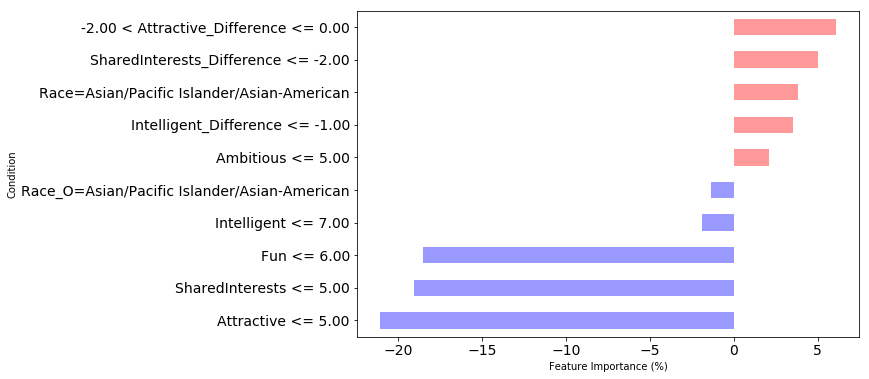 -2.00 < Attractive_Difference <= 0.00
SharedInterests_Difference <= -2.00
Race=Asian/Pacific Islander/Asian-American
Intelligent_Difference <= -1.00
Ambitious <= 5.00
Race_O=Asian/Pacific Islander/Asian-American
Intelligent <= 7.00
Fun <= 6.00
SharedInterests <= 5.00
Attractive <= 5.00
Condition
−20 −15 −10 −5 0 5
Feature Importance (%)